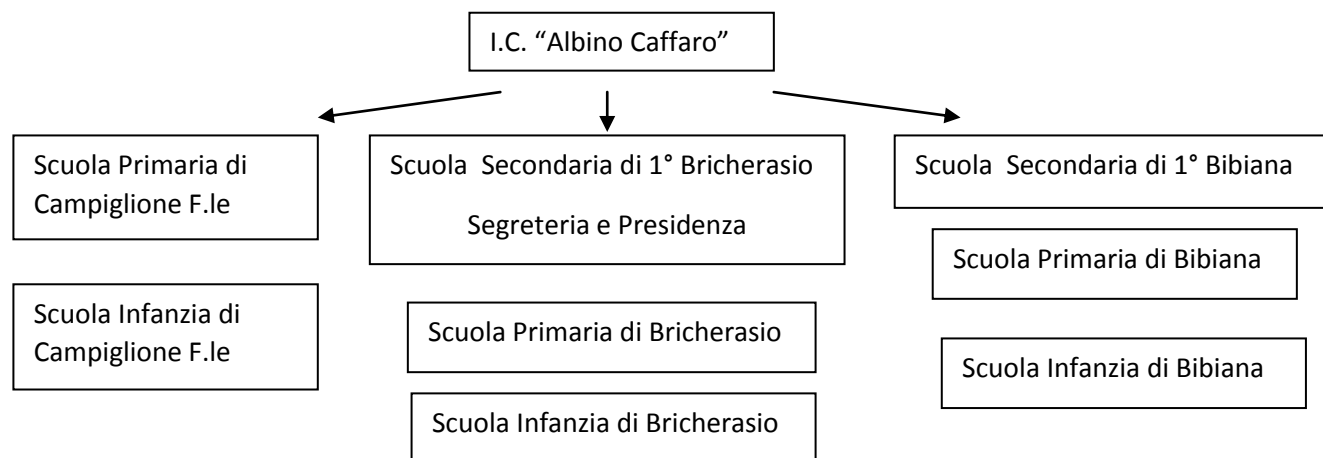 I.C. “Albino Caffaro”
Scuola Primaria di
Campiglione F.le
Scuola Infanzia di
Campiglione F.le
Scuola  Secondaria di 1° Bricherasio
Segreteria e Presidenza
Scuola Primaria di Bricherasio
Scuola Infanzia di Bricherasio
Scuola  Secondaria di 1° Bibiana
Scuola Primaria di Bibiana
Scuola Infanzia di Bibiana